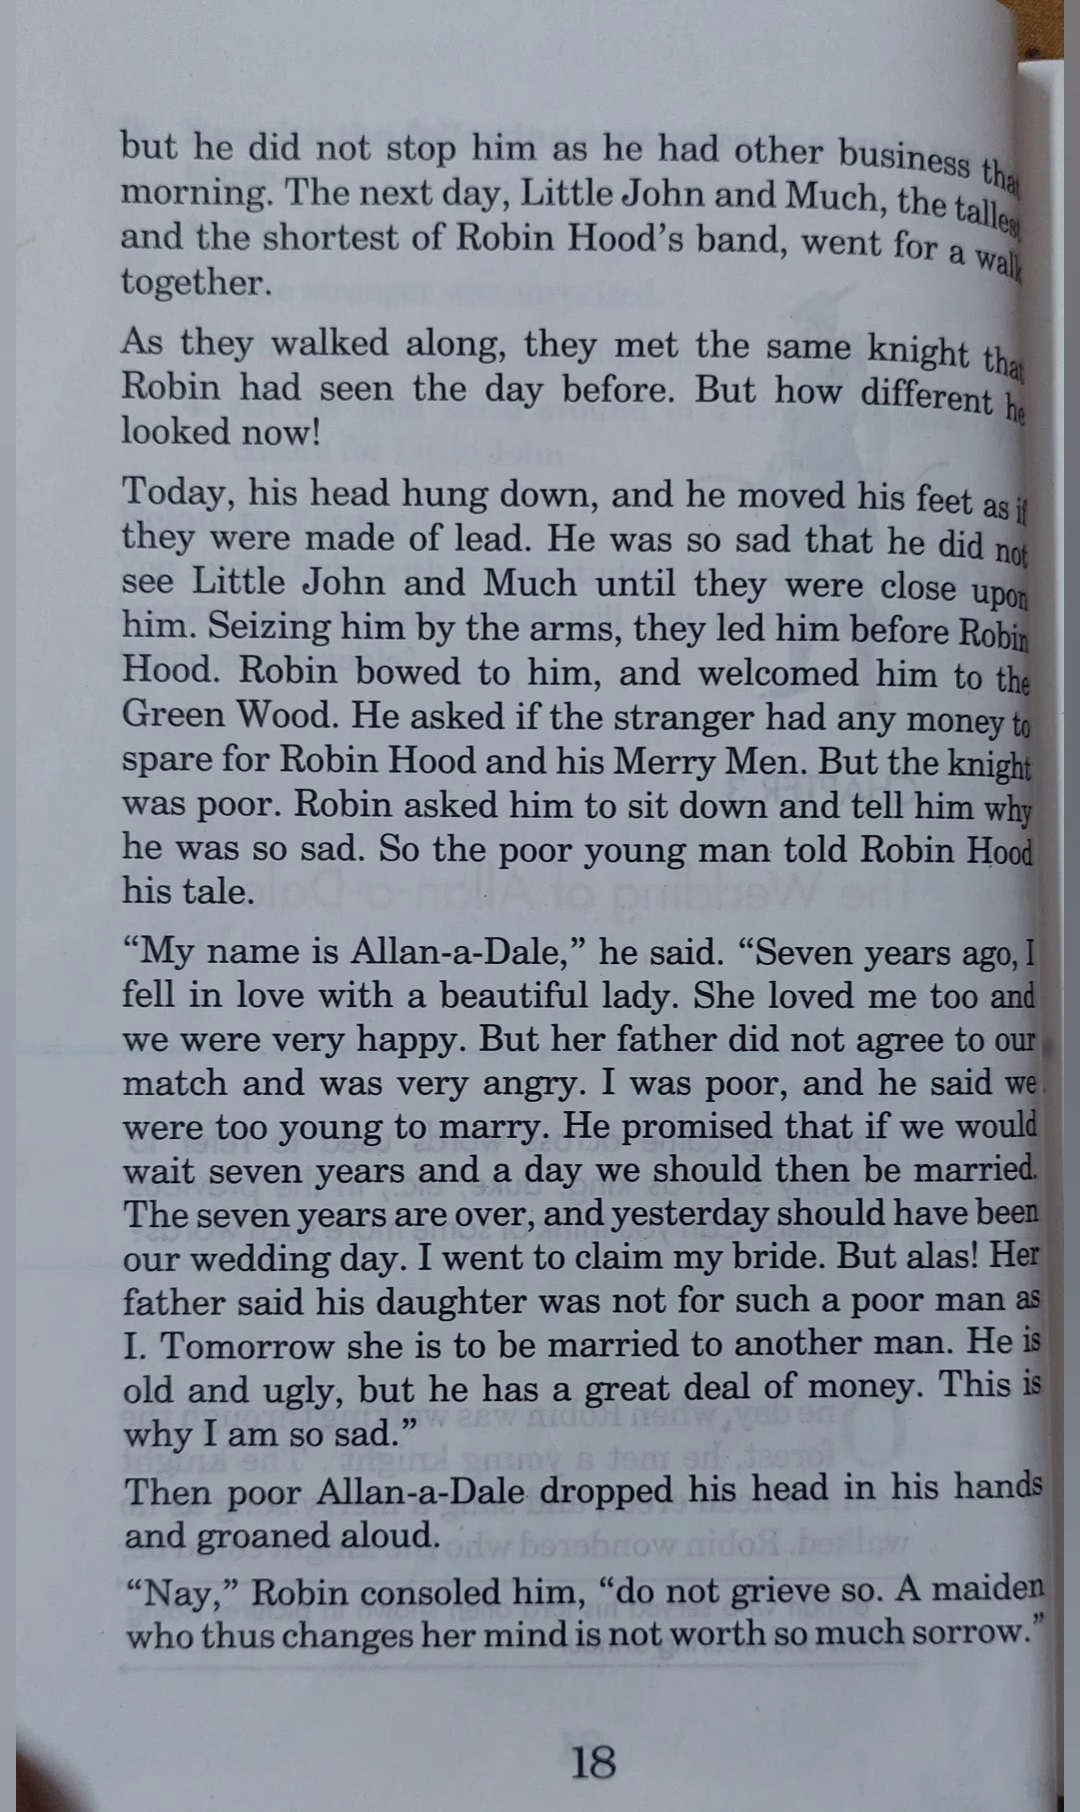 but he did not stop him as he had other business that
morning. The next day, Little John and Much, the tallest
and the shortest of Robin Hood's band, went for a walk
together.
As they walked along, they met the same knight that
Robin had seen the day before. But how different he
looked now!
Today, his head hung down, and he moved his feet as if
they were made of lead. He was so sad that he did not
see Little John and Much until they were close upon
him. Seizing him by the arms, they led him before Robin
Hood. Robin bowed to him, and welcomed him to the
Green Wood. He asked if the stranger had any money to
spare for Robin Hood and his Merry Men. But the knight
was poor. Robin asked him to sit down and tell him why
he was so sad. So the poor young man told Robin Hood
his tale.
“My name is Allan-a-Dale,” he said. “Seven years ago, I
fell in love with a beautiful lady. She loved me too and
we were very happy. But her father did not agree to our
match and was very angry. I was poor, and he said we
were too young to marry. He promised that if we would
wait seven years and a day we should then be married.
The seven years are over, and yesterday should have been
our wedding day. I went to claim my bride. But alas! Her
father said his daughter was not for such a poor man as
I. Tomorrow she is to be married to another man. He is
old and ugly, but he has a great deal of money. This is
why I am so sad.”
Then poor Allan-a-Dale dropped his head in his hands
and groaned aloud.
“Nay,” Robin consoled him, “do not grieve so. A maiden
who thus changes her mind is not worth so much sorrow.”
18